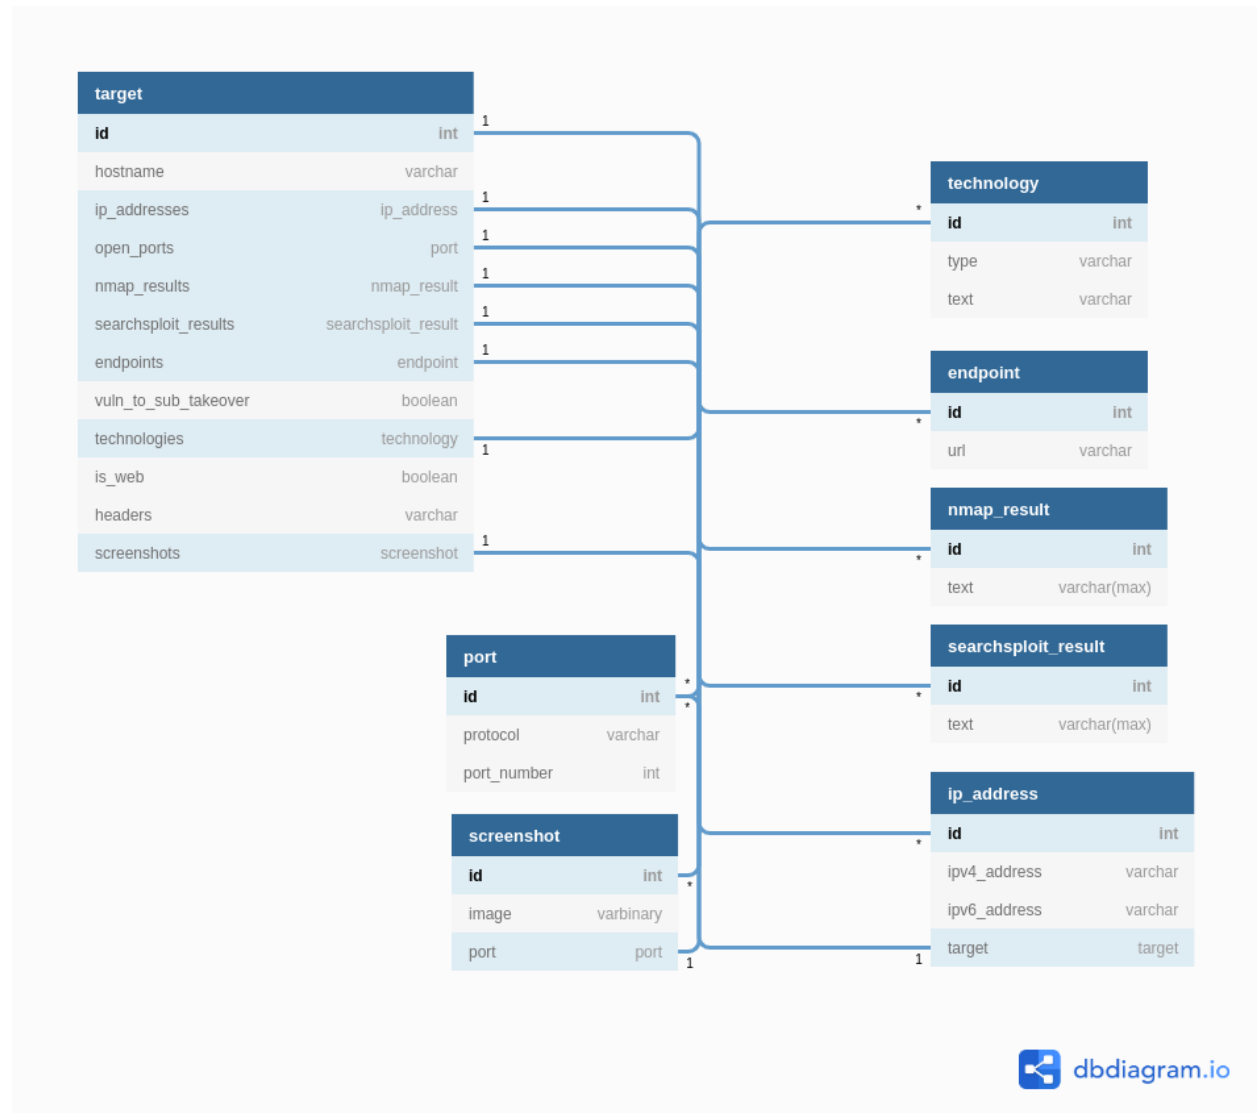 target
id int 1
hostname varchar
ip_addresses ip_address 1
open_ports port 1
nmap_results nmap_result 1
searchsploit_results searchsploit_result 1
endpoints endpoint 1
vuln_to_sub_takeover boolean
technologies technology 1
is_web boolean
headers varchar
screenshots screenshot 1
technology
* id int
type varchar
text varchar
endpoint
* id int
url varchar
nmap_result
* id int
text varchar(max)
searchsploit_result
* id int
text varchar(max)
port
id int * *
protocol varchar
port_number int
screenshot
id int *
image varbinary
port port 1
ip_address
* id int
ipv4_address varchar
ipv6_address varchar
1 target target
dbdiagram.io